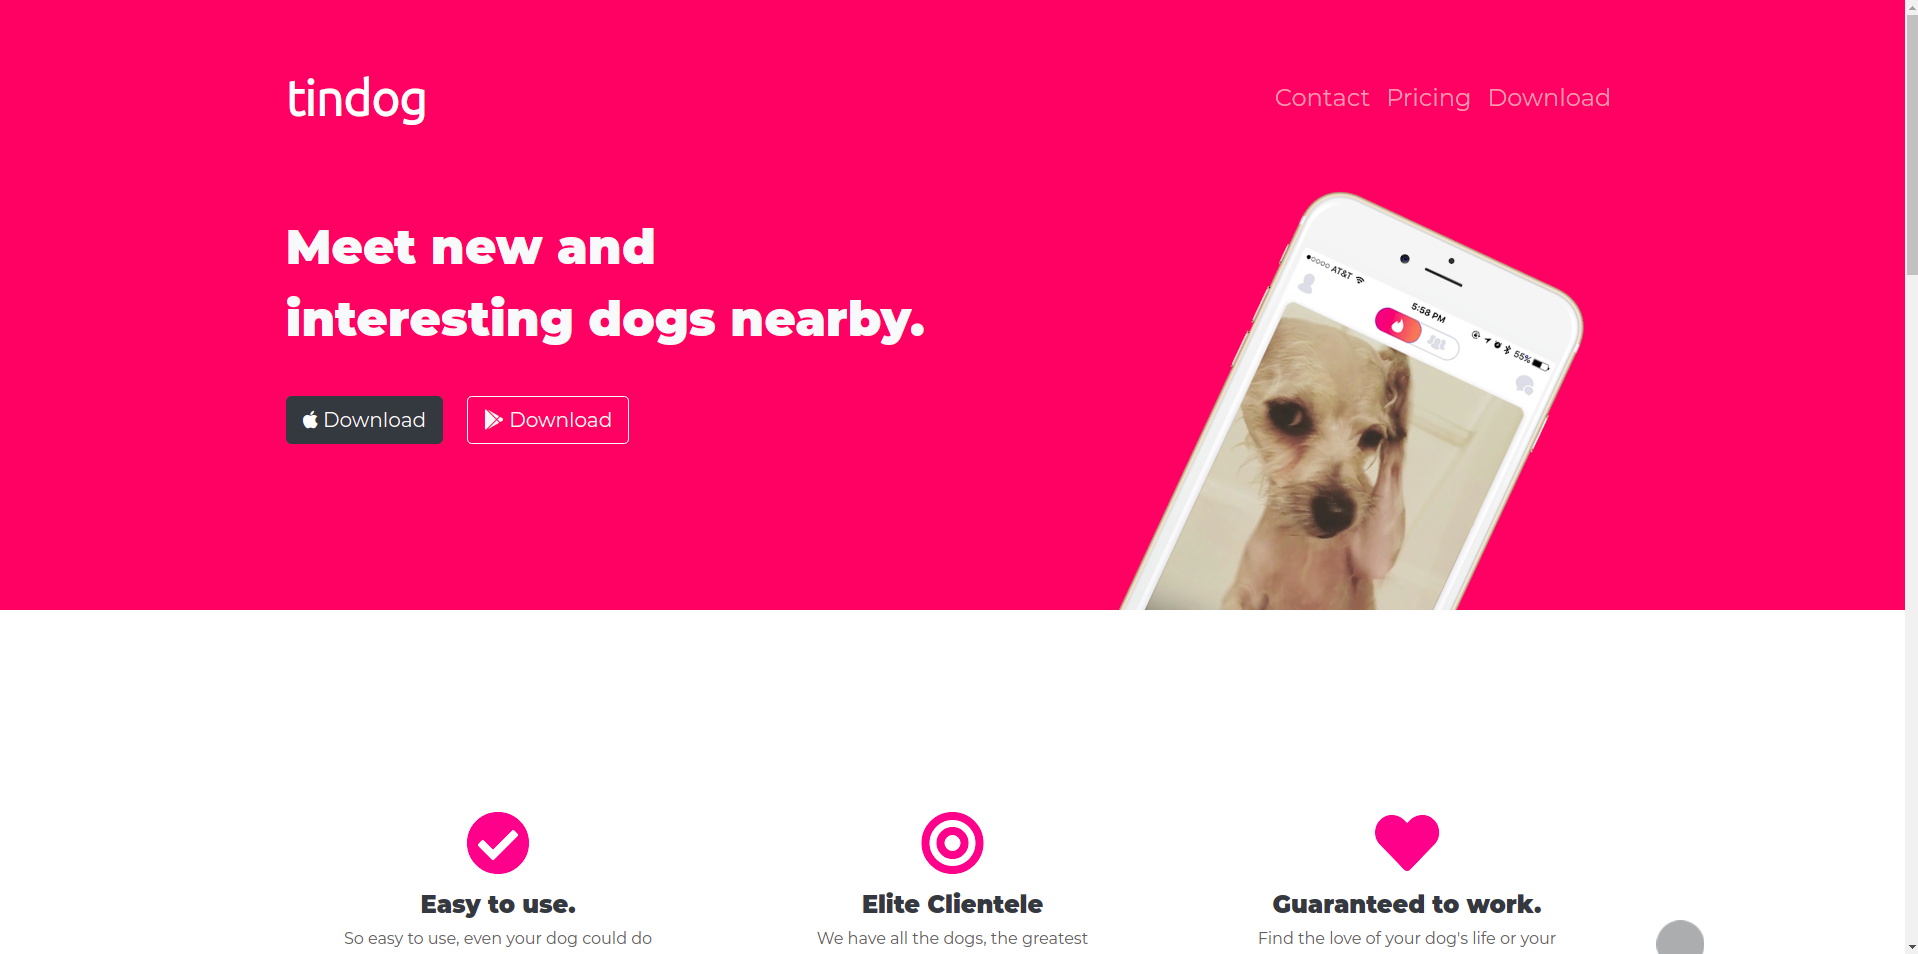 tindog
Contact Pricing Download
Meet new and
interesting dogs nearby.
Download
Download
AT&T
5:58 PM
55%
Easy to use.
So easy to use, even your dog could do
Elite Clientele
We have all the dogs, the greatest
Guaranteed to work.
Find the love of your dog's life or your